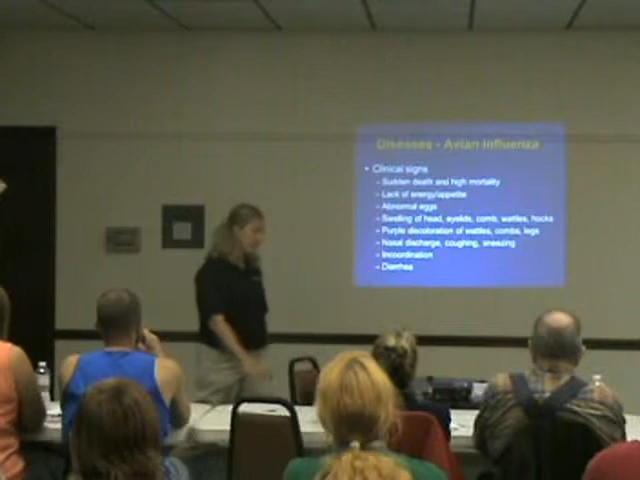 Diseases - Avian Influenza
• Clinical signs
– Sudden death and high mortality
– Lack of energy/appetite
– Abnormal eggs
– Swelling of head, eyelids, comb, wattles, hocks
– Purple discoloration of wattles, combs, legs
– Nasal discharge, coughing, sneezing
– Incoordination
– Diarrhea